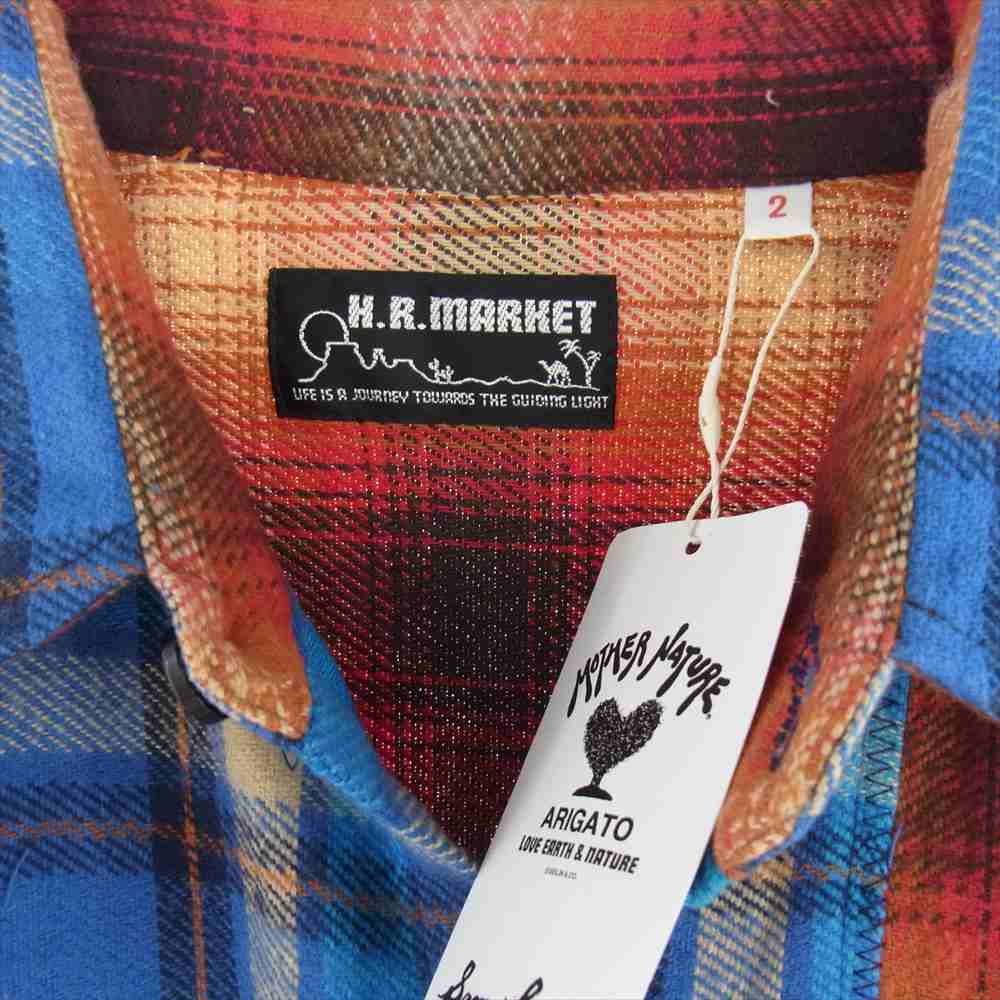 2
H.R.MARKET
LIFE IS A JOURNEY TOWARDS THE GUIDING LIGHT
MOTHER NATURE
ARIGATO
LOVE EARTH & NATURE